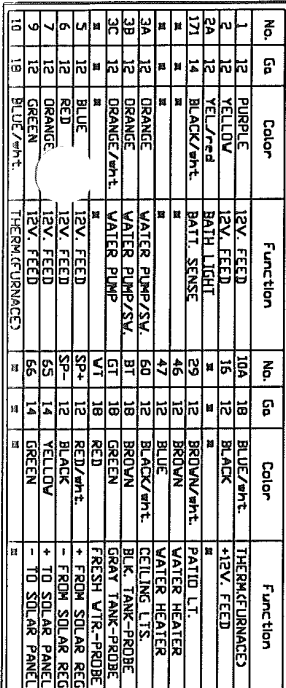 No. Ga Color Function No. Ga Color Function
1 12 PURPLE 12V. FEED 10A 18 BLUE/wht. THERM.(FURNACE)
2 12 YELLOW 12V. FEED 16 12 BLACK +12V. FEED
2A 12 YEL./red BATH LIGHT ¤ ¤ ¤ ¤
171 14 BLACK/wht. BATT. SENSE 29 12 BROWN/wht. PATIO LT.
¤ ¤ ¤ ¤ 46 12 BROWN WATER HEATER
¤ ¤ ¤ ¤ 47 12 BLUE WATER HEATER
3A 12 ORANGE WATER PUMP/SW. 60 12 BLACK/wht. CEILING LTS.
3B 12 ORANGE WATER PUMP/SW. BT 18 BROWN BLK. TANK-PROBE
3C 12 ORANGE/wht. WATER PUMP GT 18 GREEN GRAY TANK-PROBE
¤ ¤ ¤ ¤ WT 18 RED FRESH WTR.-PROBE
5 12 BLUE 12V. FEED SP+ 12 RED/wht. + FROM SOLAR REG
6 12 RED 12V. FEED SP- 12 BLACK - FROM SOLAR REG
7 12 ORANGE 12V. FEED 65 14 YELLOW + TO SOLAR PANEL
9 12 GREEN 12V. FEED 66 14 GREEN - TO SOLAR PANEL
10 18 BLUE/wht. THERM.(FURNACE) ¤ ¤ ¤